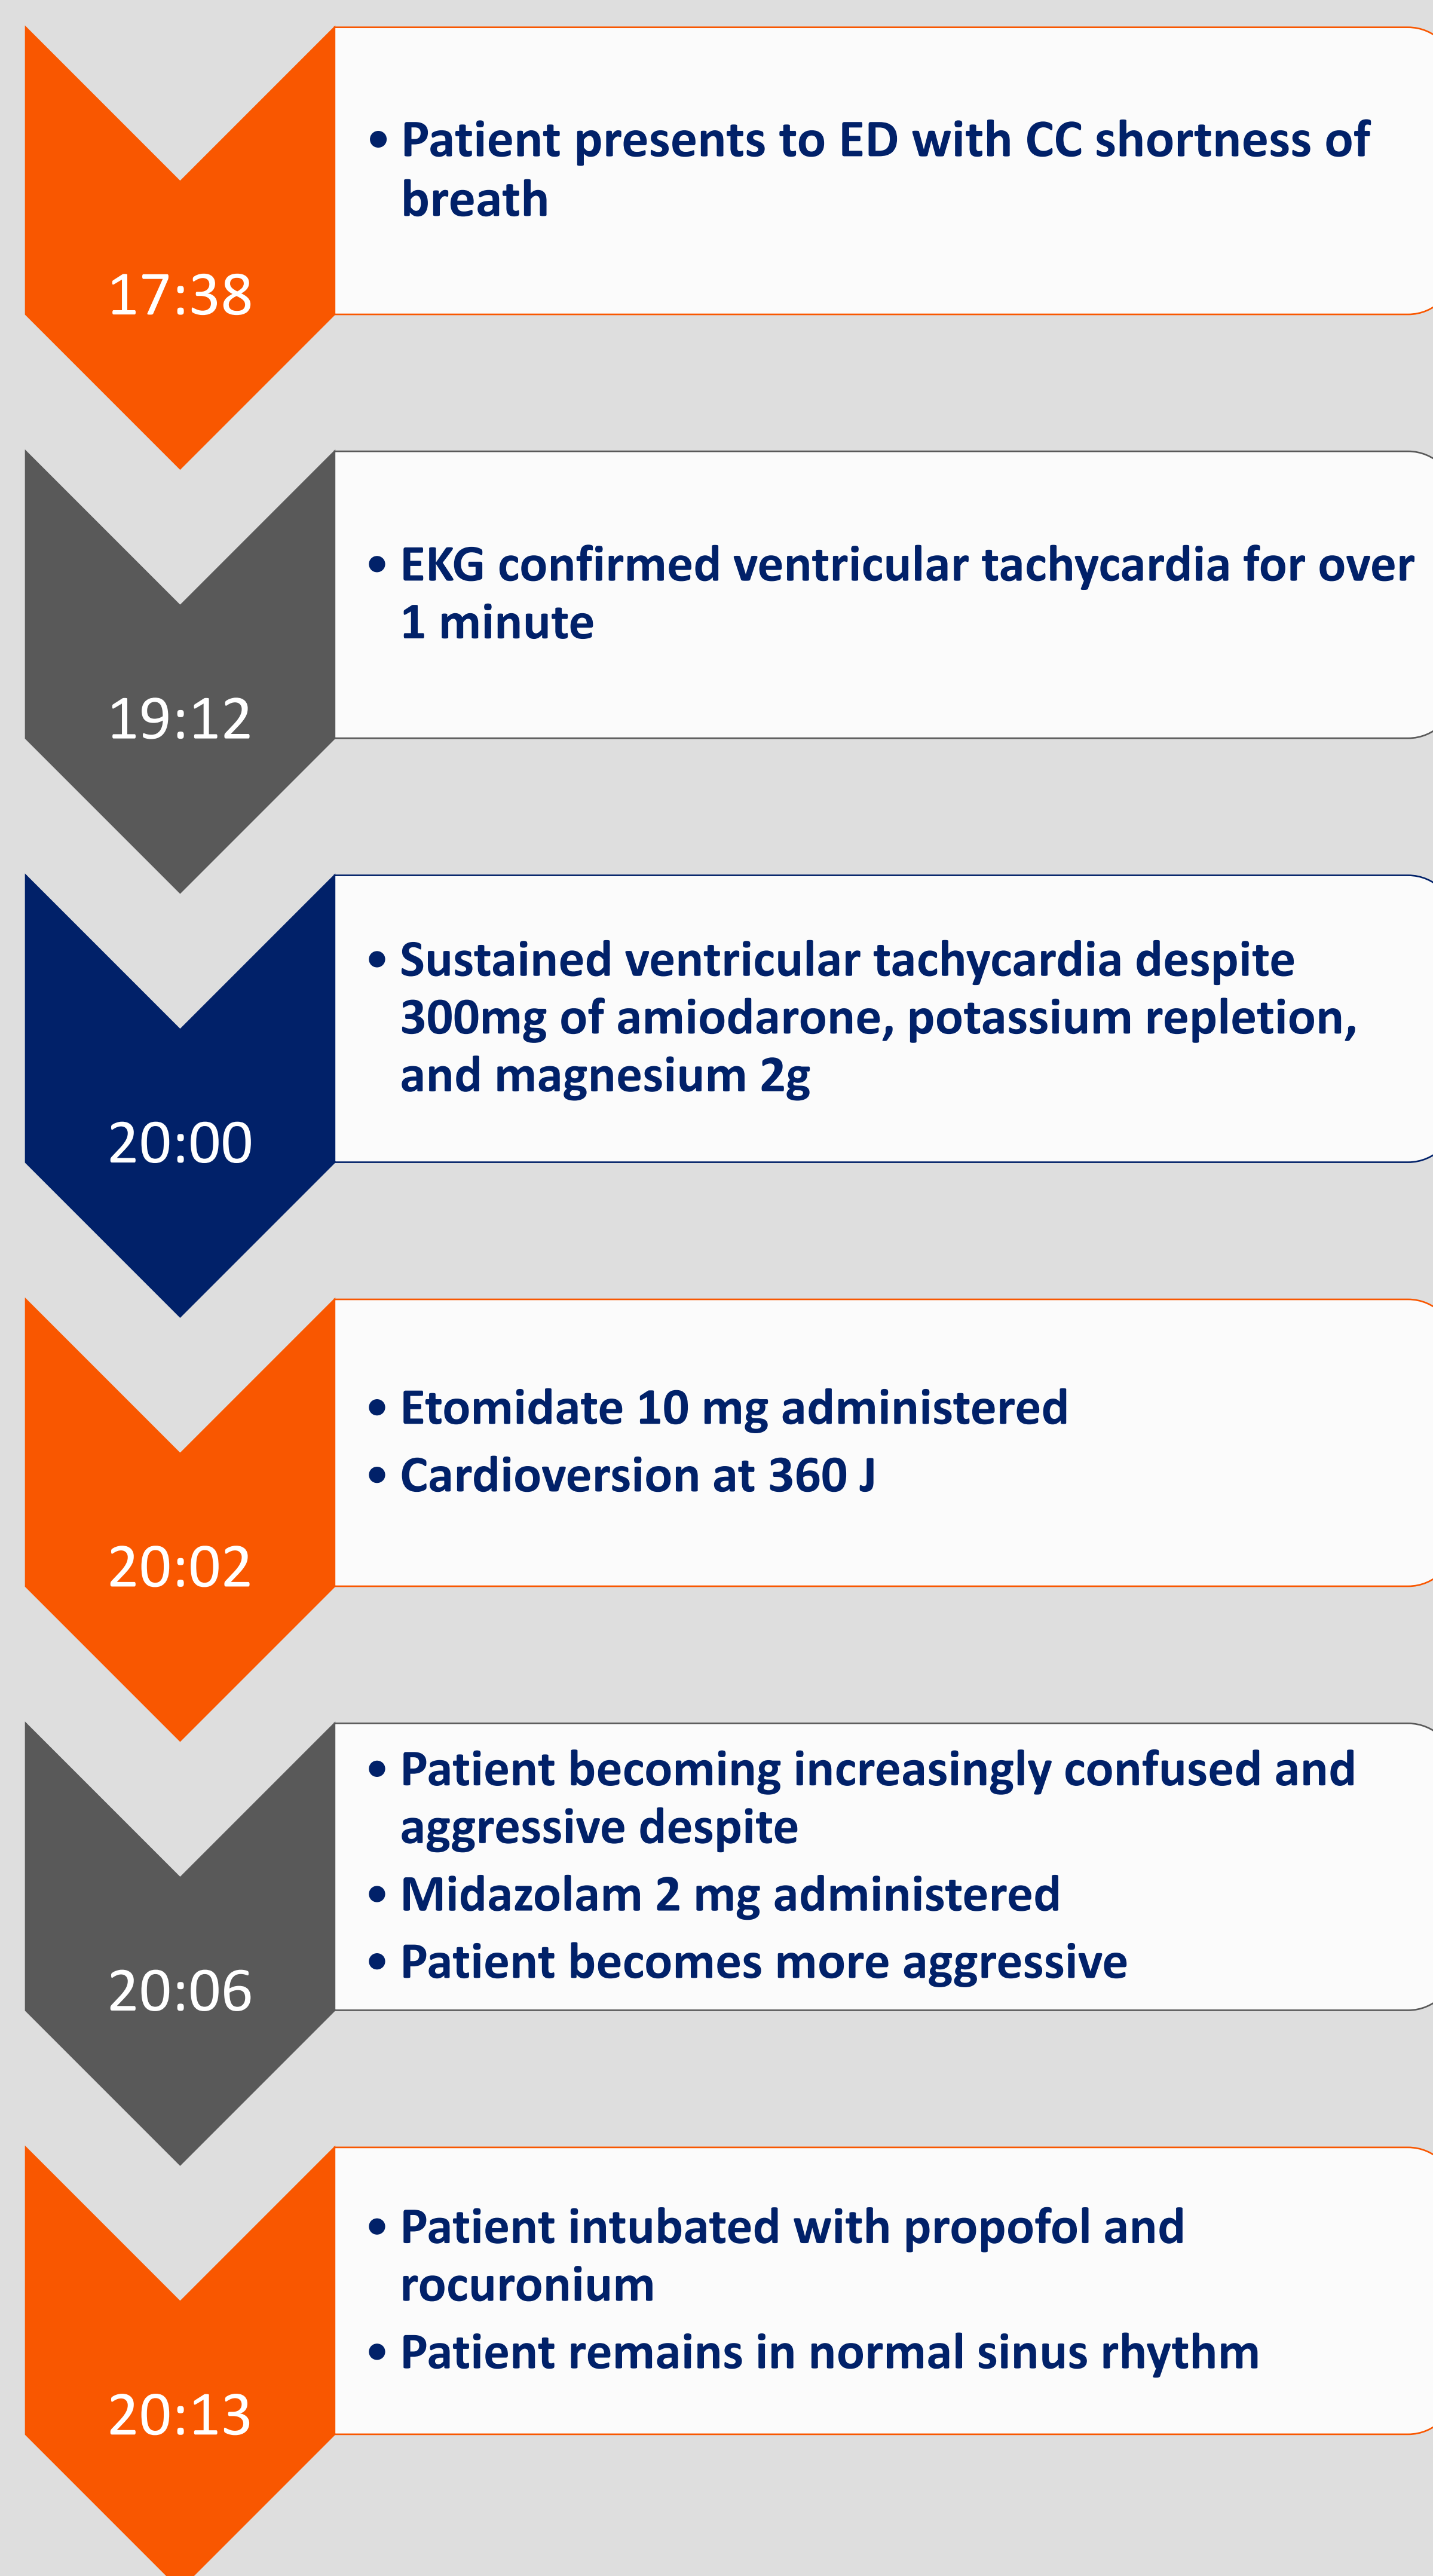 17:38
• Patient presents to ED with CC shortness of
breath
19:12
• EKG confirmed ventricular tachycardia for over
1 minute
20:00
• Sustained ventricular tachycardia despite
300mg of amiodarone, potassium repletion,
and magnesium 2g
20:02
• Etomidate 10 mg administered
• Cardioversion at 360 J
20:06
• Patient becoming increasingly confused and
aggressive despite
• Midazolam 2 mg administered
• Patient becomes more aggressive
20:13
• Patient intubated with propofol and
rocuronium
• Patient remains in normal sinus rhythm